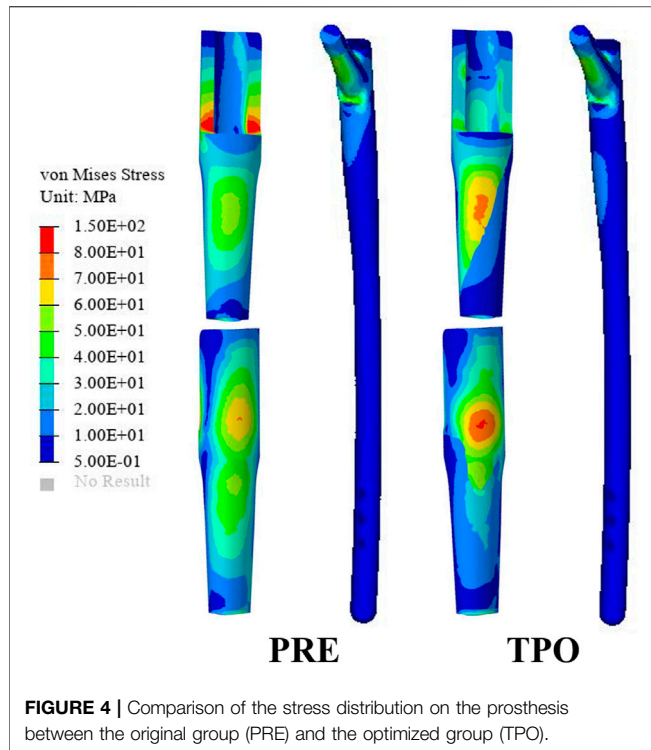 von Mises Stress
Unit: MPa
1.50E+02
8.00E+01
7.00E+01
6.00E+01
5.00E+01
4.00E+01
3.00E+01
2.00E+01
1.00E+01
5.00E-01
No Result
PRE TPO
FIGURE 4 | Comparison of the stress distribution on the prosthesis
between the original group (PRE) and the optimized group (TPO).